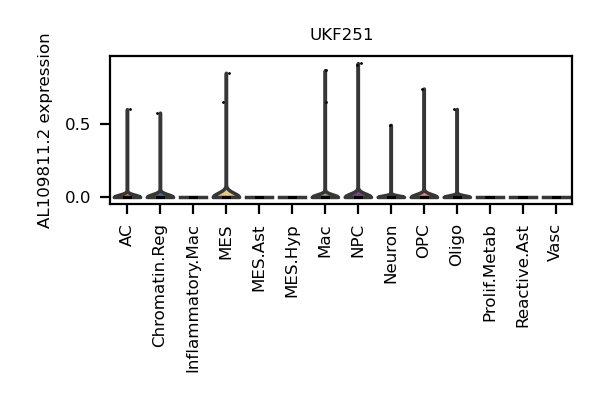 UKF251
AL109811.2 expression
0.5
0.0
AC
Chromatin.Reg
Inflammatory.Mac
MES
MES.Ast
MES.Hyp
Mac
NPC
Neuron
OPC
Oligo
Prolif.Metab
Reactive.Ast
Vasc